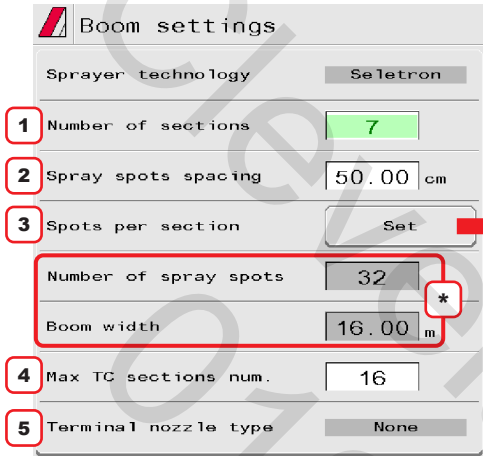 Boom settings
Sprayer technology Seletron
1 Number of sections 7
2 Spray spots spacing 50.00 cm
3 Spots per section Set
Number of spray spots 32
*
Boom width 16.00 m
4 Max TC sections num. 16
5 Terminal nozzle type None